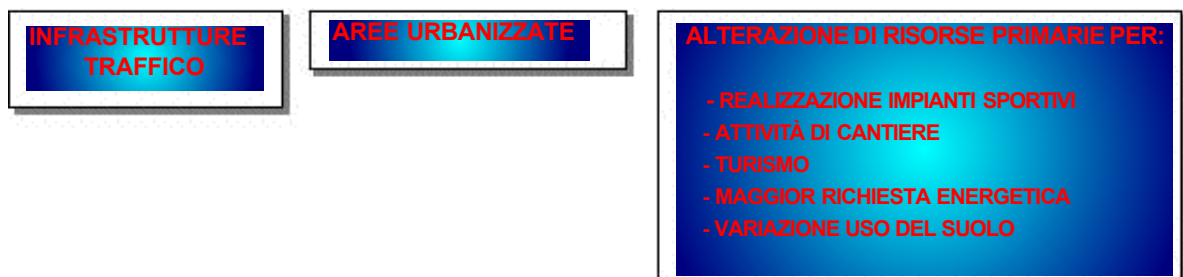 INFRASTRUTTURE
TRAFFICO
AREE URBANIZZATE
ALTERAZIONE DI RISORSE PRIMARIE PER:
- REALIZZAZIONE IMPIANTI SPORTIVI
- ATTIVITÀ DI CANTIERE
- TURISMO
- MAGGIOR RICHIESTA ENERGETICA
- VARIAZIONE USO DEL SUOLO